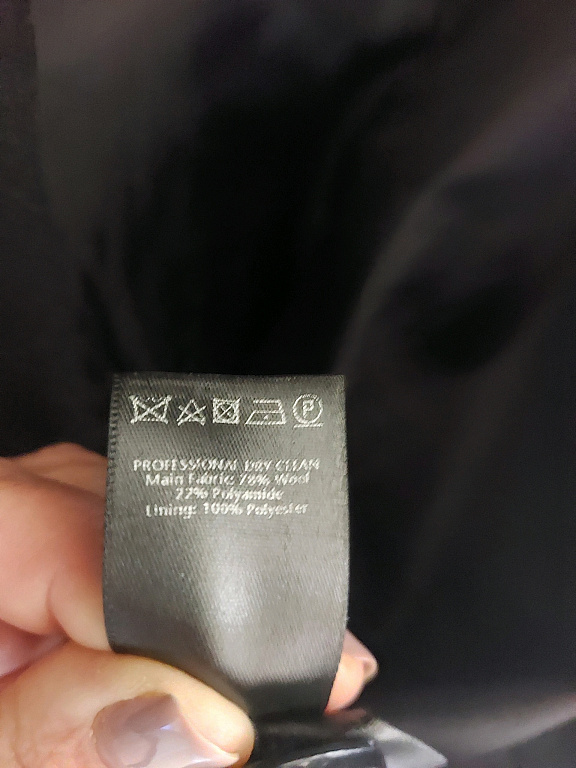 P
PROFESSIONAL DRY CLEAN
Main Fabric: 78% Wool
22% Polyamide
Lining: 100% Polyester